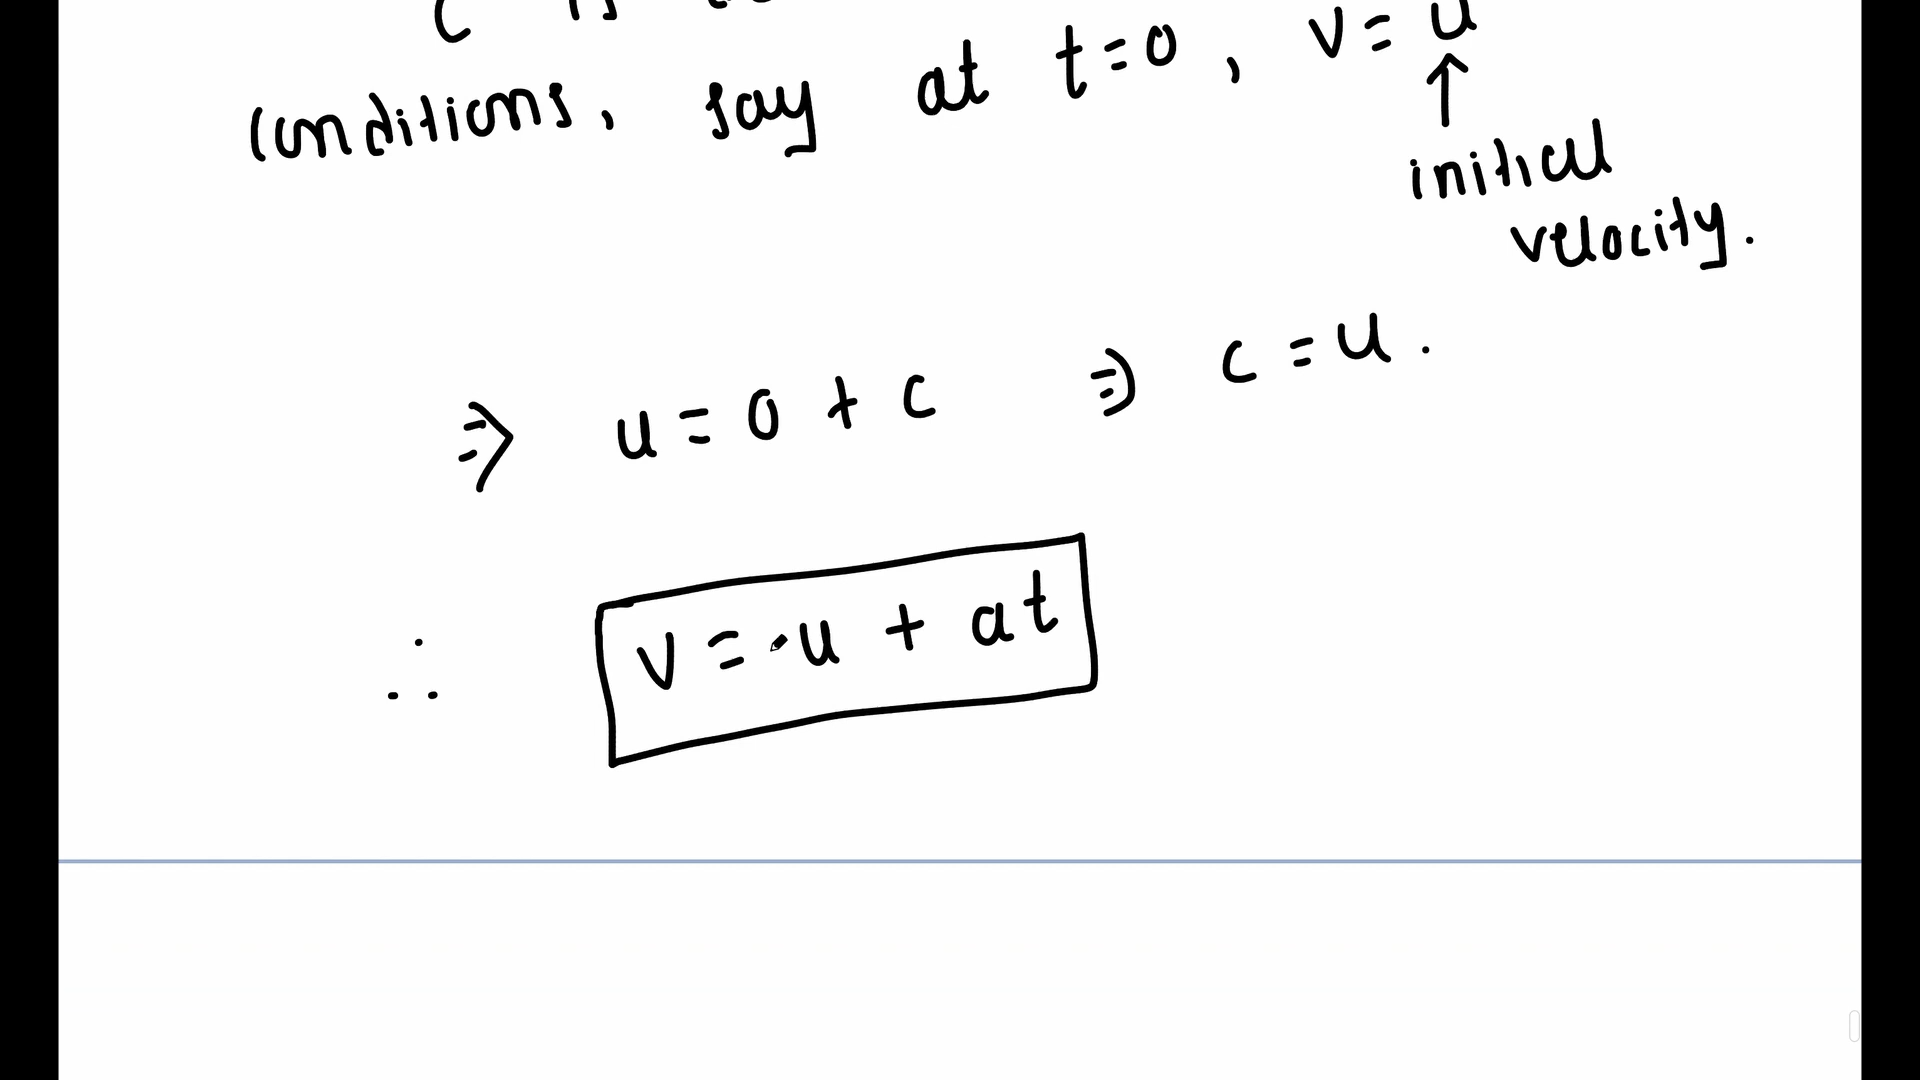 conditions, say at t=0, v=u
↑
initial
velocity.
⇒ u=0+c ⇒ c=u.
∴ v=u+at